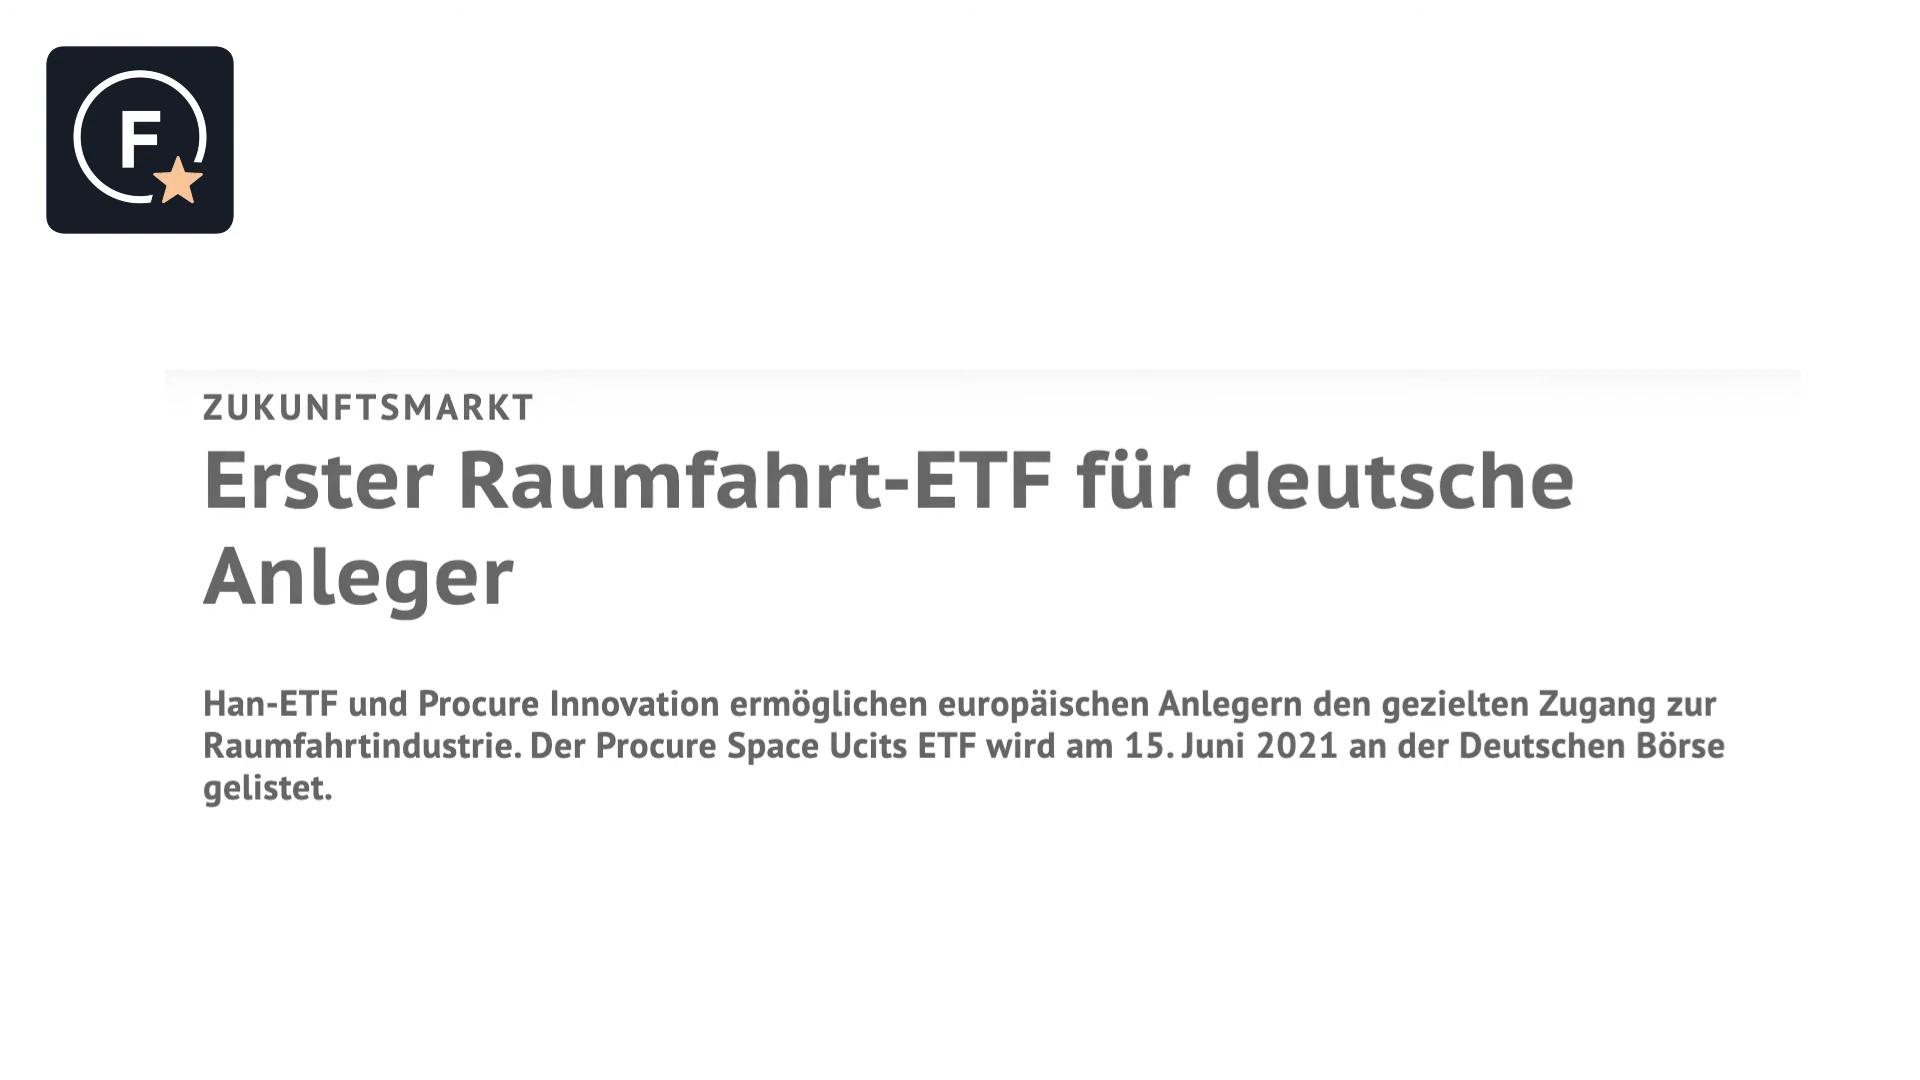 F
ZUKUNFTSMARKT
Erster Raumfahrt-ETF für deutsche
Anleger
Han-ETF und Procure Innovation ermöglichen europäischen Anlegern den gezielten Zugang zur
Raumfahrtindustrie. Der Procure Space Ucits ETF wird am 15. Juni 2021 an der Deutschen Börse
gelistet.